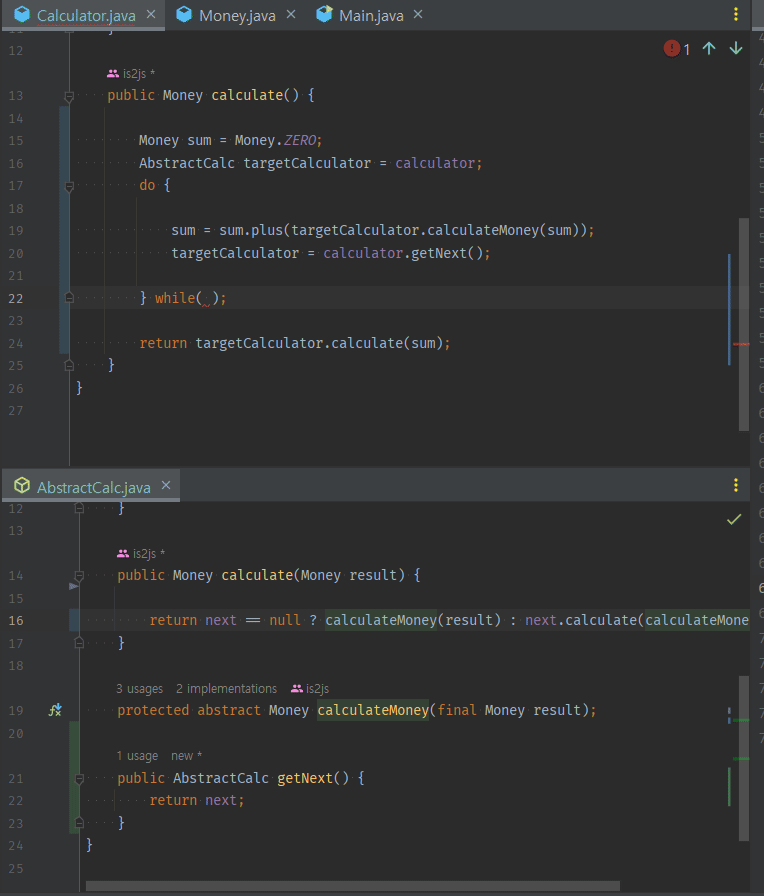 Calculator.java
Money.java
Main.java
1
11 }
12
is2js *
13 public Money calculate() {
14
15 Money sum = Money.ZERO;
16 AbstractCalc targetCalculator = calculator;
17 do {
18
19 sum = sum.plus(targetCalculator.calculateMoney(sum));
20 targetCalculator = calculator.getNext();
21
22 } while( );
23
24 return targetCalculator.calculate(sum);
25 }
26 }
27
AbstractCalc.java
12 }
13
is2js *
14 public Money calculate(Money result) {
15
16 return next == null ? calculateMoney(result) : next.calculate(calculateMone
17 }
18
3 usages 2 implementations is2js
19 protected abstract Money calculateMoney(final Money result);
20
1 usage new *
21 public AbstractCalc getNext() {
22 return next;
23 }
24 }
25